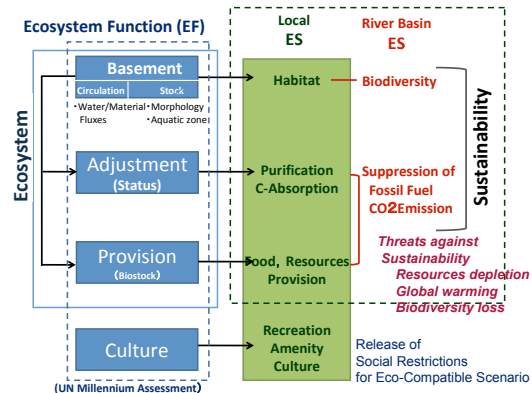 Ecosystem Function (EF)
Local
ES
River Basin
ES
Ecosystem
Basement
Circulation
Stock
・Water/Material
Fluxes
・Morphology
・Aquatic zone
Habitat
Biodiversity
Adjustment
(Status)
Purification
C-Absorption
Suppression of
Fossil Fuel
CO2Emission
Sustainability
Provision
(Biostock)
Food, Resources
Provision
Threats against
Sustainability
Resources depletion
Global warming
Biodiversity loss
Culture
Recreation
Amenity
Culture
Release of
Social Restrictions
for Eco-Compatible Scenario
(UN Millennium Assessment)